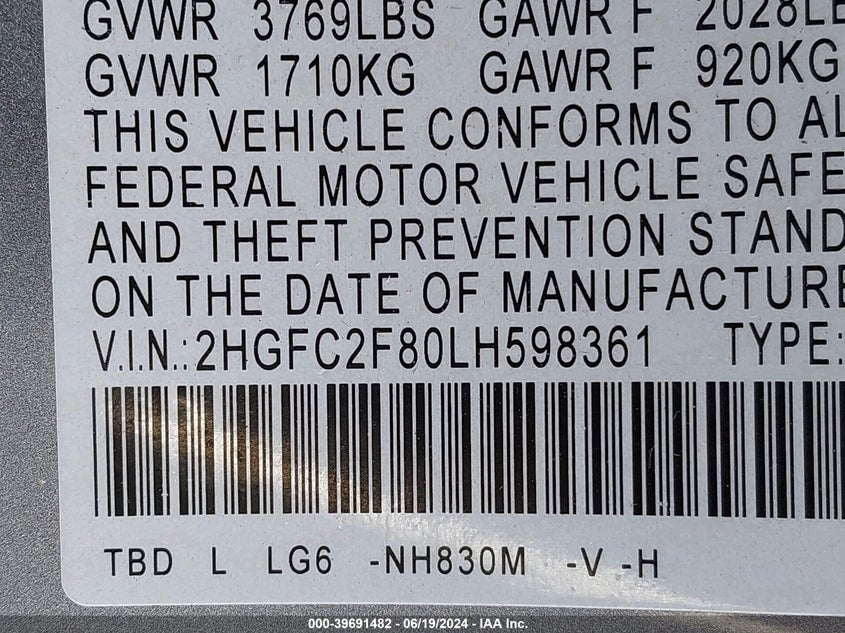 GVWR 3769LBS GAWR F 2028LB
GVWR 1710KG GAWR F 920KG
THIS VEHICLE CONFORMS TO AL
FEDERAL MOTOR VEHICLE SAFE
AND THEFT PREVENTION STAND
ON THE DATE OF MANUFACTURE
V.I.N.:2HGFC2F80LH598361 TYPE:
TBD L LG6 -NH830M -V -H
000-39691482 - 06/19/2024 - IAA Inc.